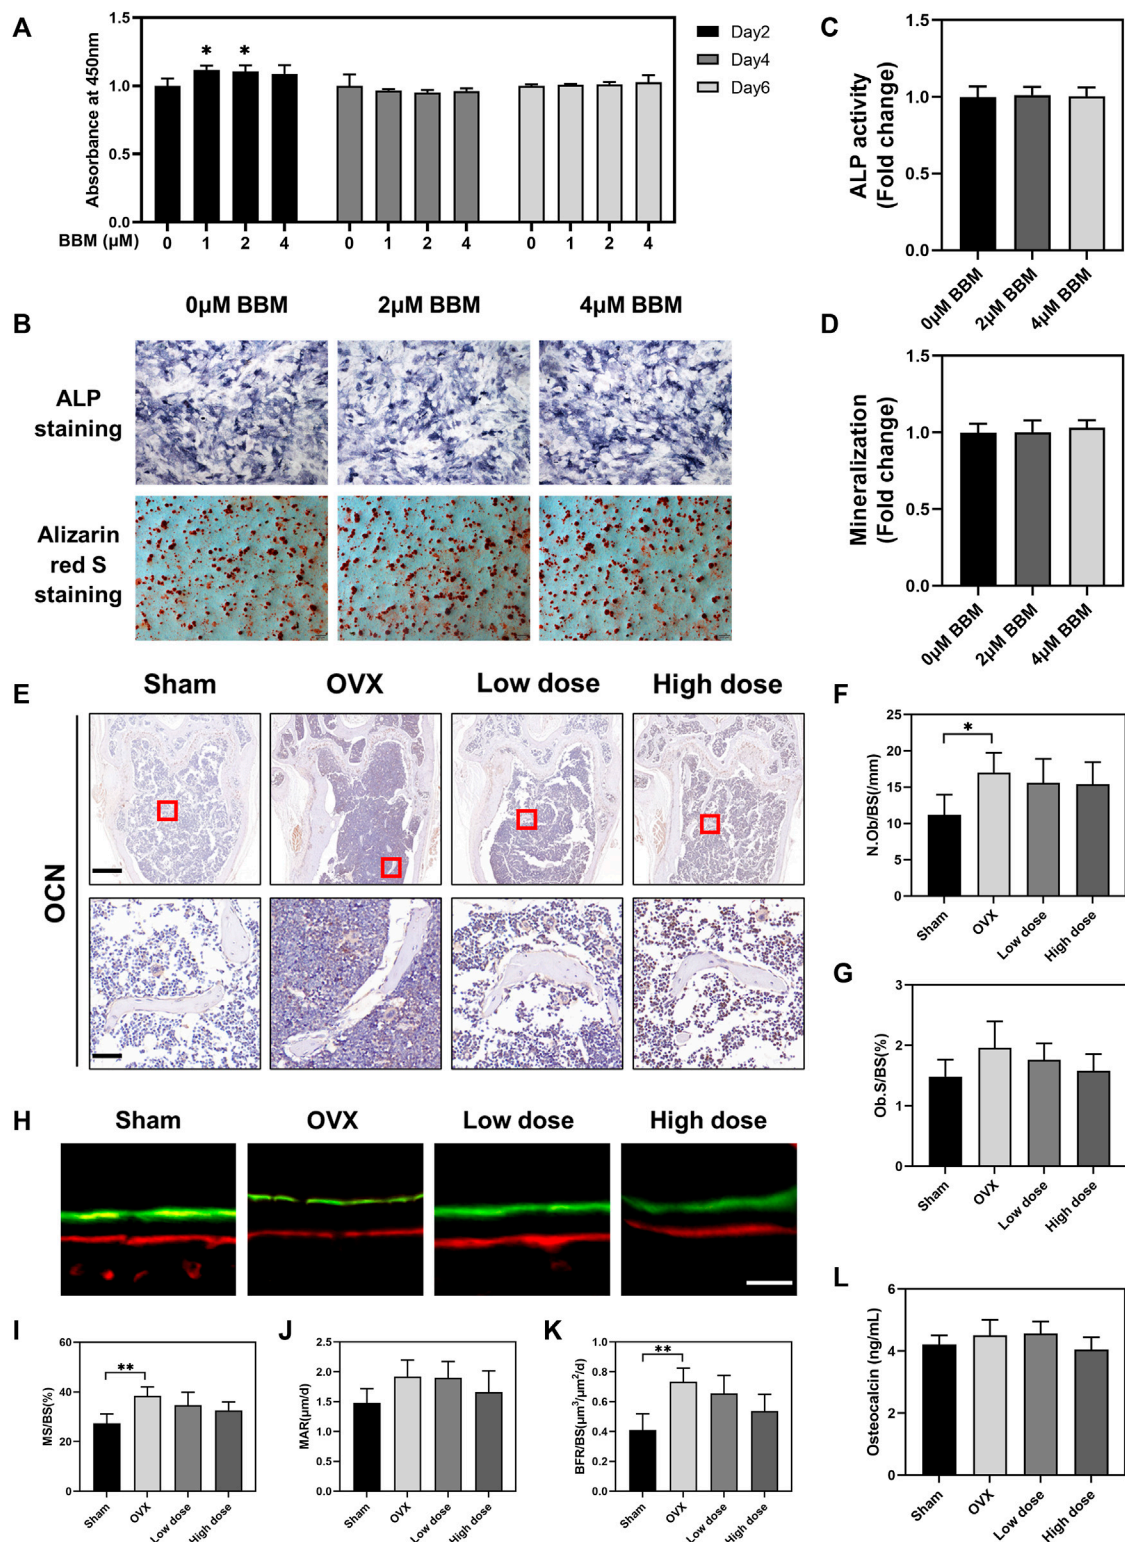 A
Absorbance at 450nm
1.5
1.0
0.5
0.0
* *
Day2
Day4
Day6
BBM (μM)
0 1 2 4 0 1 2 4 0 1 2 4
C
ALP activity
(Fold change)
1.5
1.0
0.5
0.0
0μM BBM
2μM BBM
4μM BBM
B
0μM BBM 2μM BBM 4μM BBM
ALP
staining
Alizarin
red S
staining
D
Mineralization
(Fold change)
1.5
1.0
0.5
0.0
0μM BBM
2μM BBM
4μM BBM
E
Sham OVX Low dose High dose
OCN
F
N.Ob/BS(/mm)
25
20
15
10
5
0
*
Sham
OVX
Low dose
High dose
G
Ob.S/BS(%)
3
2
1
0
Sham
OVX
Low dose
High dose
H
Sham OVX Low dose High dose
I
MS/BS(%)
60
40
20
0
**
Sham
OVX
Low dose
High dose
J
MAR(μm/d)
2.5
2.0
1.5
1.0
0.5
0.0
Sham
OVX
Low dose
High dose
K
BFR/BS(μm³/μm²/d)
1.0
0.8
0.6
0.4
0.2
0.0
**
Sham
OVX
Low dose
High dose
L
Osteocalcin (ng/mL)
6
4
2
0
Sham
OVX
Low dose
High dose